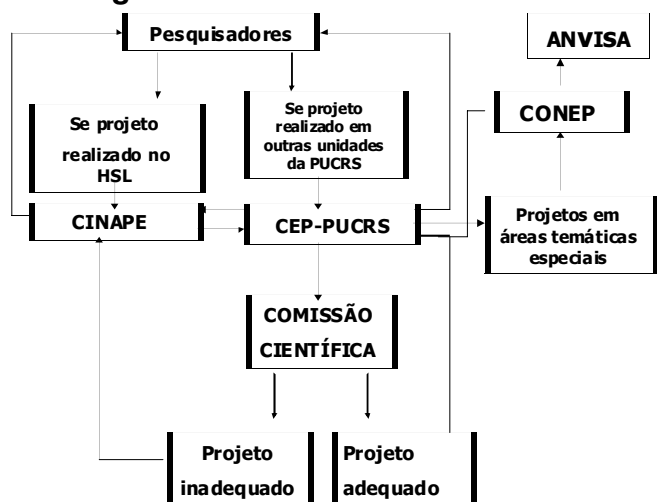 Pesquisadores
ANVISA
Se projeto
realizado no
HSL
Se projeto
realizado em
outras unidades
da PUCRS
CONEP
CINAPE
CEP-PUCRS
Projetos em
áreas temáticas
especiais
COMISSÃO
CIENTÍFICA
Projeto
inadequado
Projeto
adequado